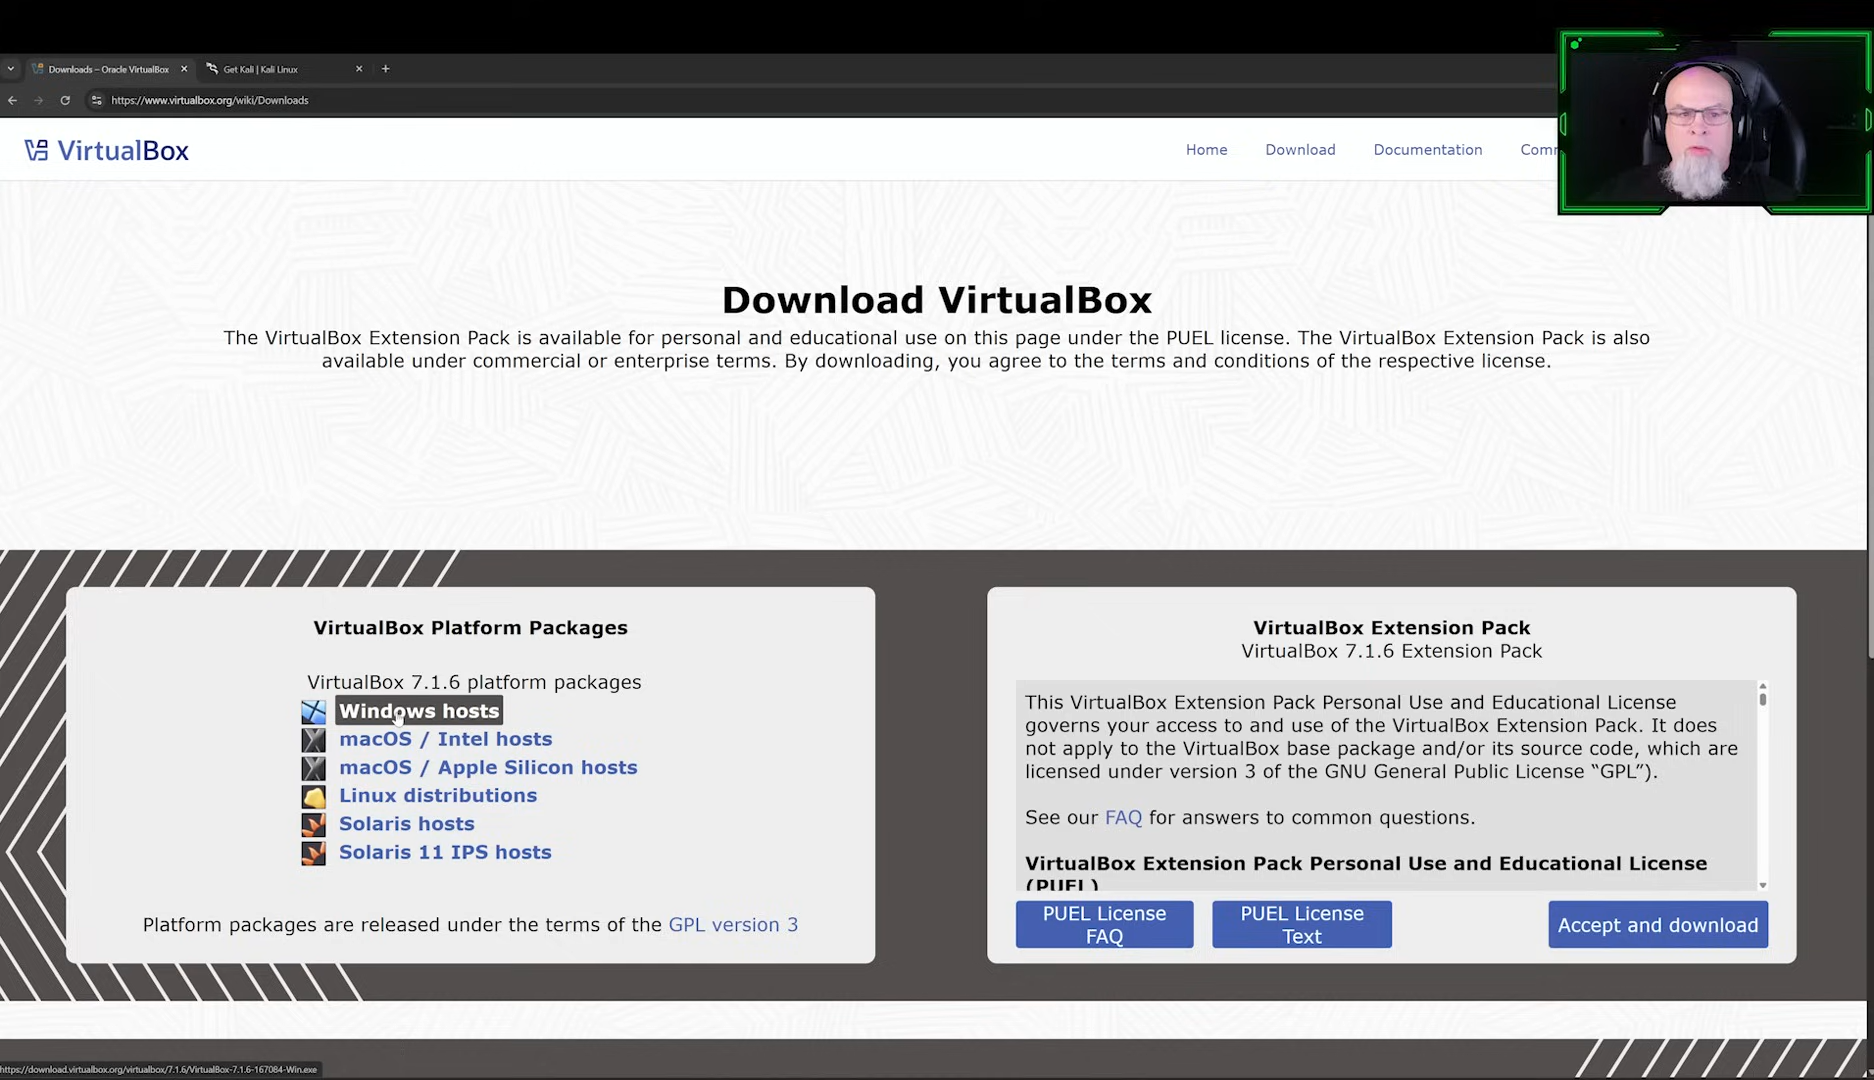 Downloads – Oracle VirtualBox
Get Kali | Kali Linux
https://www.virtualbox.org/wiki/Downloads
VirtualBox
Home
Download
Documentation
Comm
Download VirtualBox
The VirtualBox Extension Pack is available for personal and educational use on this page under the PUEL license. The VirtualBox Extension Pack is also
available under commercial or enterprise terms. By downloading, you agree to the terms and conditions of the respective license.
VirtualBox Platform Packages
VirtualBox 7.1.6 platform packages
Windows hosts
macOS / Intel hosts
macOS / Apple Silicon hosts
Linux distributions
Solaris hosts
Solaris 11 IPS hosts
Platform packages are released under the terms of the GPL version 3
VirtualBox Extension Pack
VirtualBox 7.1.6 Extension Pack
This VirtualBox Extension Pack Personal Use and Educational License
governs your access to and use of the VirtualBox Extension Pack. It does
not apply to the VirtualBox base package and/or its source code, which are
licensed under version 3 of the GNU General Public License “GPL”).
See our FAQ for answers to common questions.
VirtualBox Extension Pack Personal Use and Educational License
(PUEL)
PUEL License
FAQ
PUEL License
Text
Accept and download
https://download.virtualbox.org/virtualbox/7.1.6/VirtualBox-7.1.6-167084-Win.exe